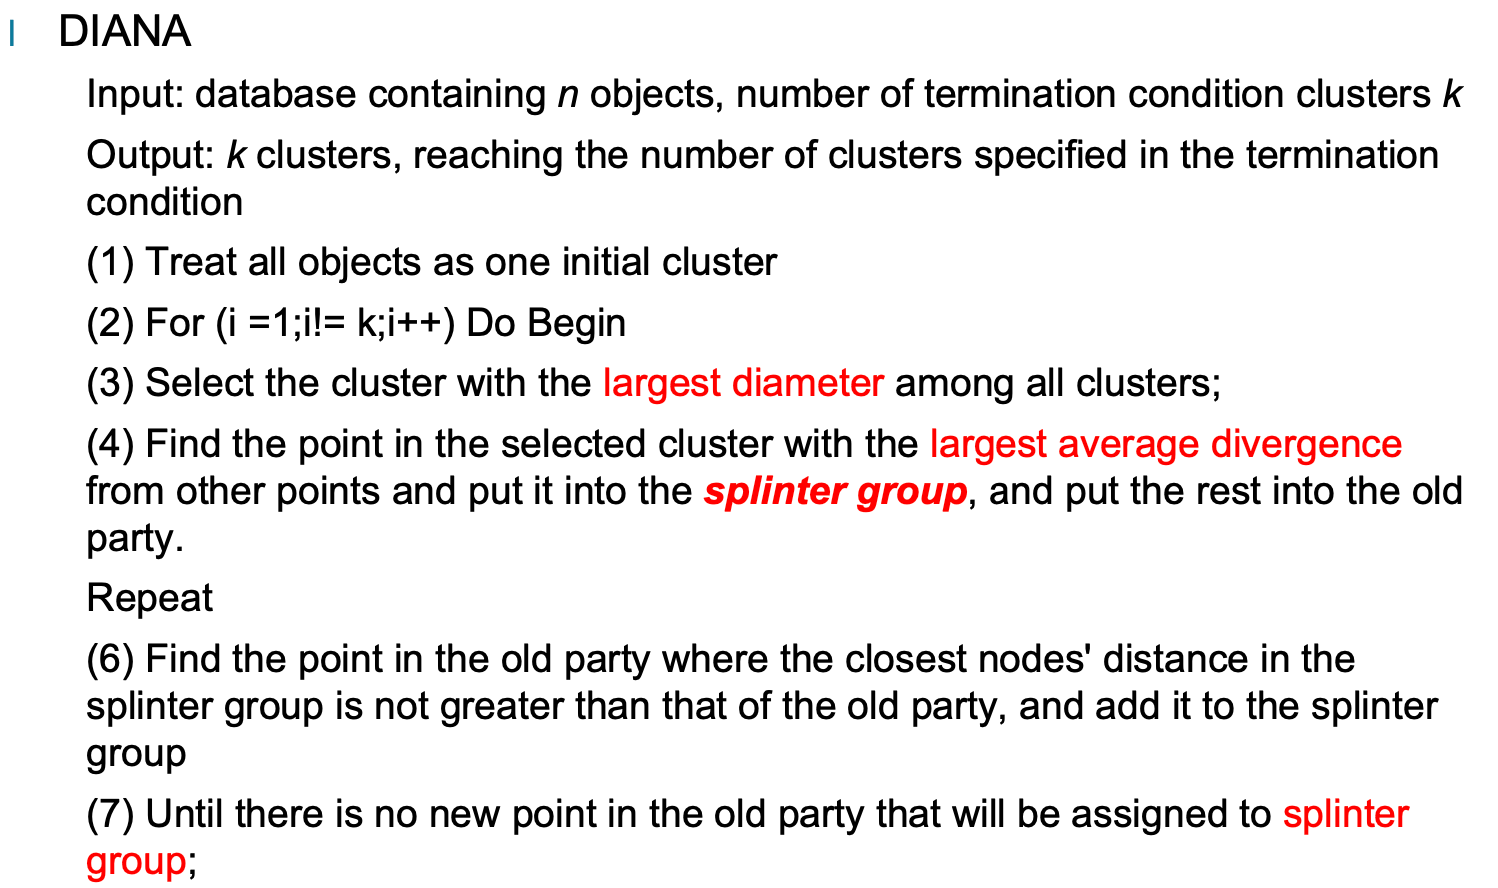 DIANA
Input: database containing n objects, number of termination condition clusters k
Output: k clusters, reaching the number of clusters specified in the termination
condition
(1) Treat all objects as one initial cluster
(2) For (i =1;i!= k;i++) Do Begin
(3) Select the cluster with the largest diameter among all clusters;
(4) Find the point in the selected cluster with the largest average divergence
from other points and put it into the splinter group, and put the rest into the old
party.
Repeat
(6) Find the point in the old party where the closest nodes' distance in the
splinter group is not greater than that of the old party, and add it to the splinter
group
(7) Until there is no new point in the old party that will be assigned to splinter
group;